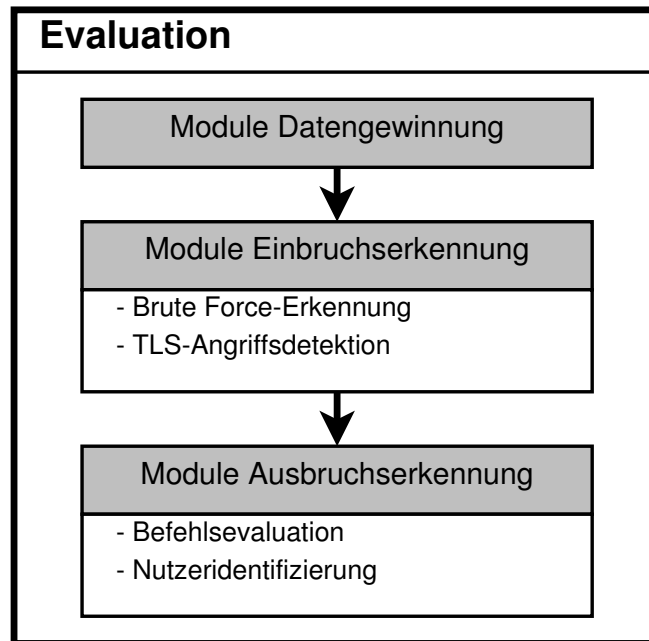 Evaluation
Module Datengewinnung
Module Einbruchserkennung
- Brute Force-Erkennung
- TLS-Angriffsdetektion
Module Ausbruchserkennung
- Befehlsevaluation
- Nutzeridentifizierung